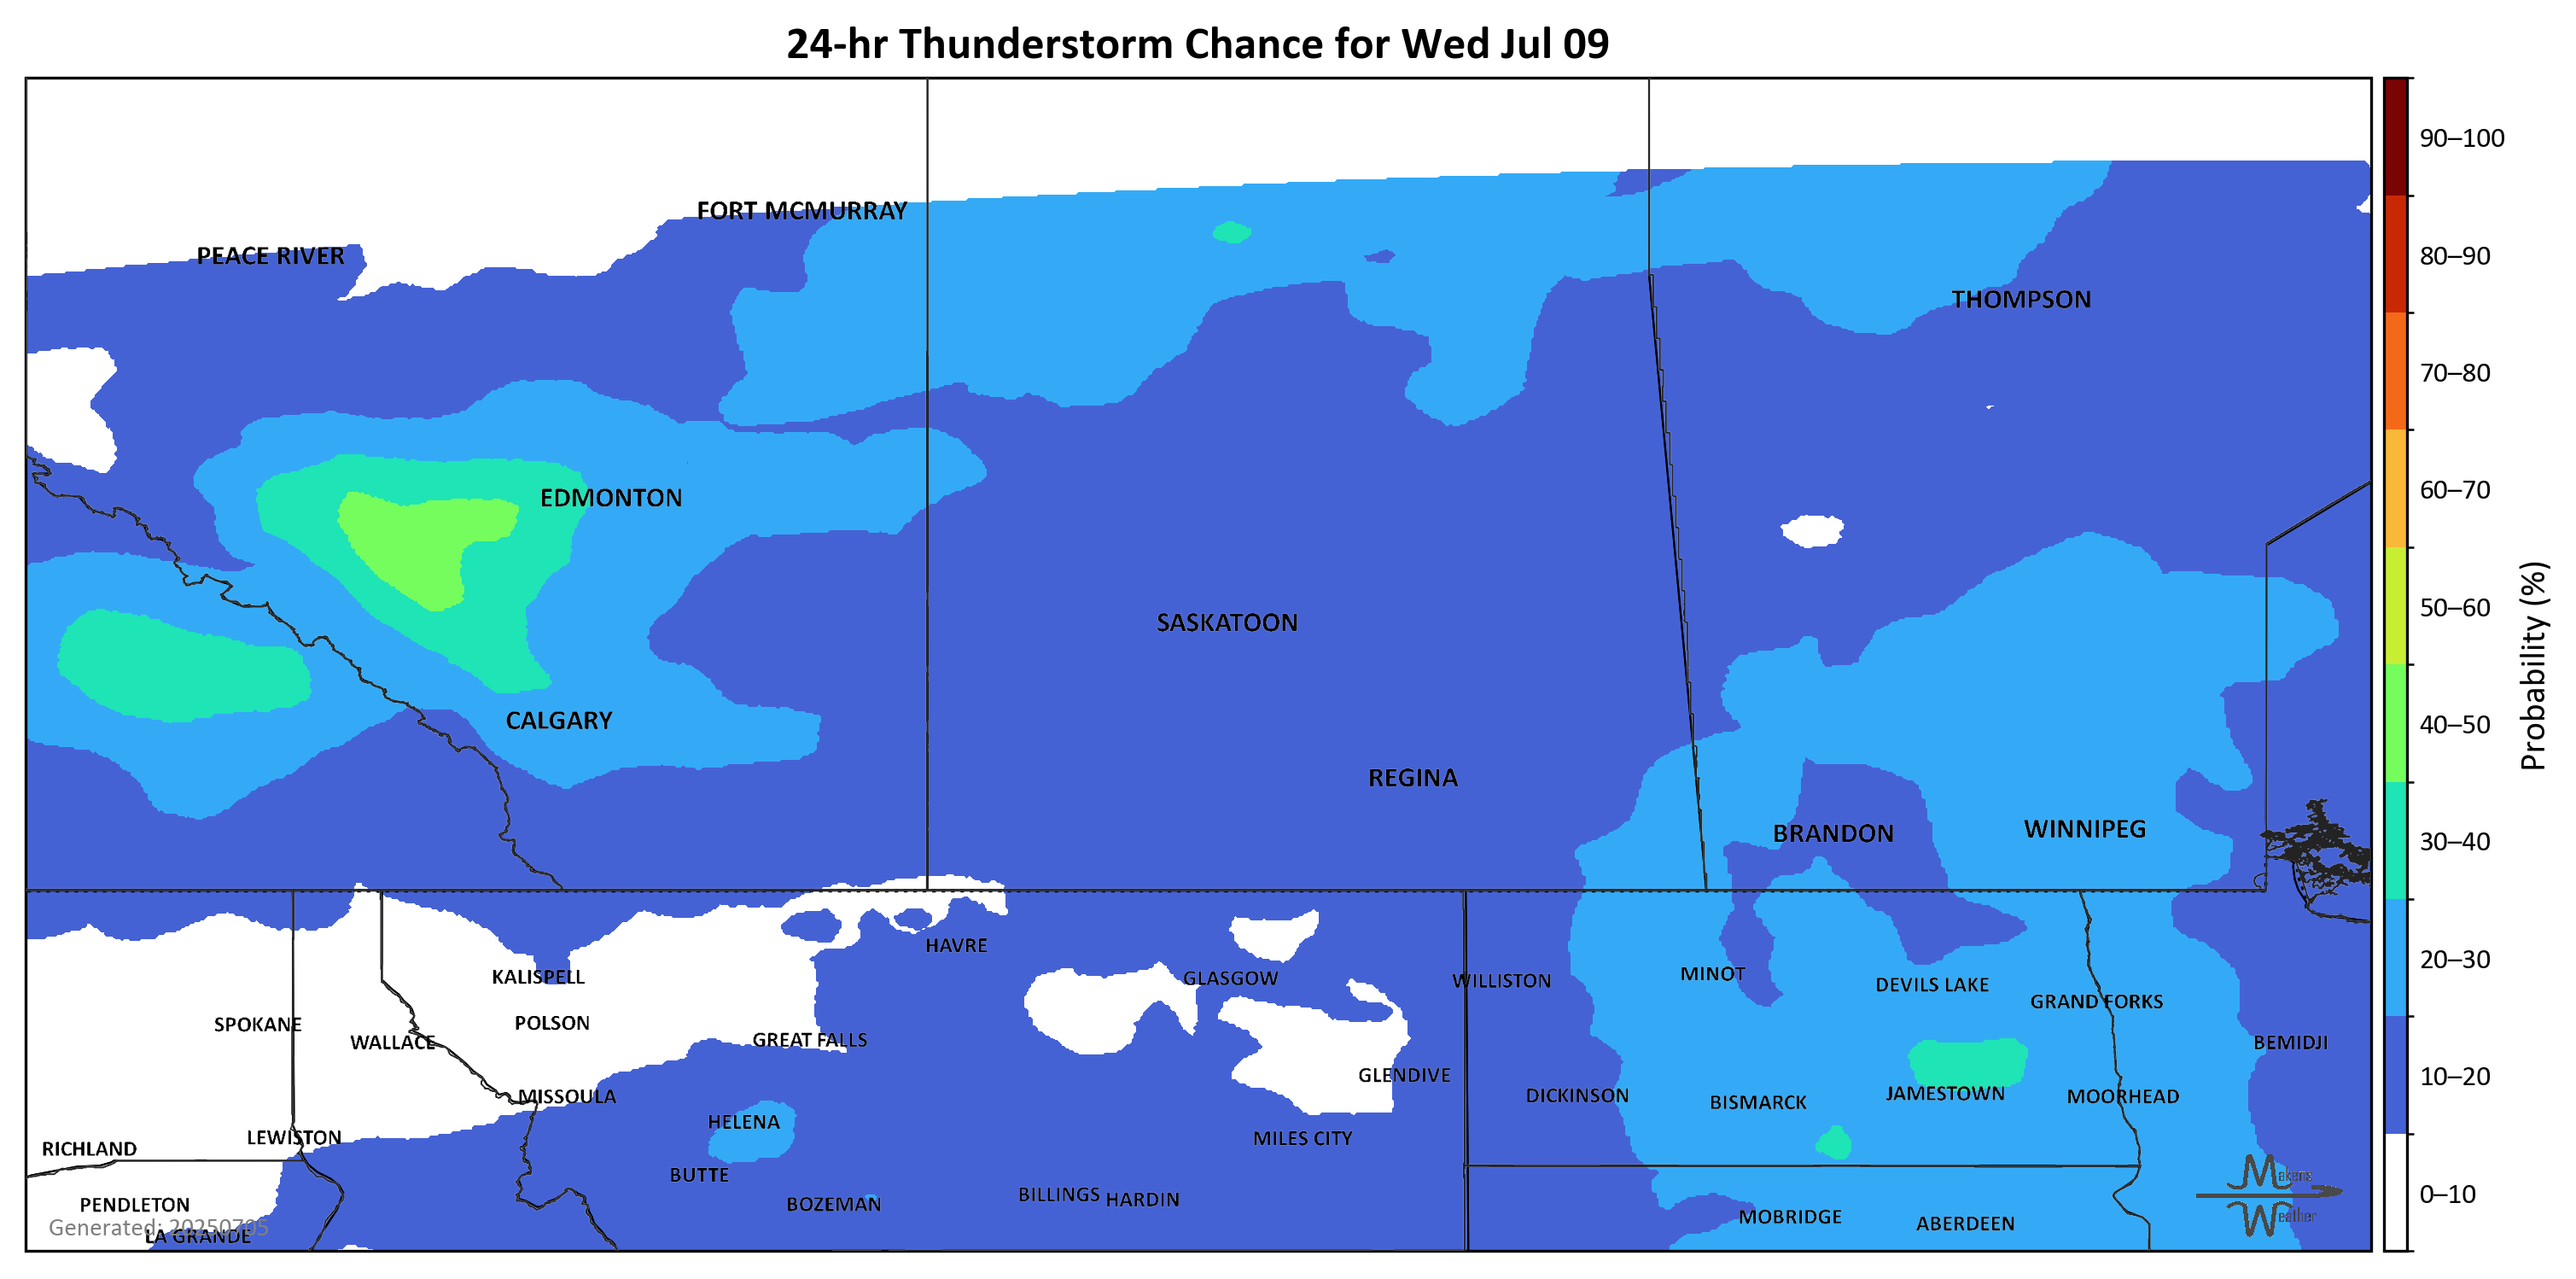 24-hr Thunderstorm Chance for Wed Jul 09
90–100
FORT MCMURRAY
PEACE RIVER
80–90
THOMPSON
70–80
EDMONTON
60–70
50–60
SASKATOON
Probability (%)
CALGARY
40–50
REGINA
BRANDON
WINNIPEG
30–40
HAVRE
20–30
KALISPELL
GLASGOW
WILLISTON
MINOT
DEVILS LAKE
GRAND FORKS
SPOKANE
POLSON
WALLACE
GREAT FALLS
BEMIDJI
GLENDIVE
10–20
MISSOULA
DICKINSON
BISMARCK
JAMESTOWN
MOORHEAD
HELENA
LEWISTON
MILES CITY
RICHLAND
BUTTE
Makens
Weather
0–10
PENDLETON
BOZEMAN
BILLINGS
HARDIN
MOBRIDGE
ABERDEEN
Generated: 20250705
LA GRANDE